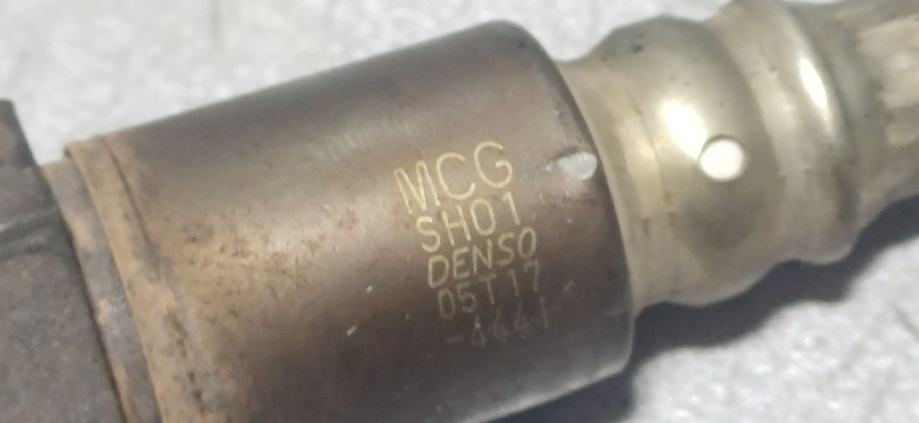 MCG
SH01
DENSO
05T17
-4441